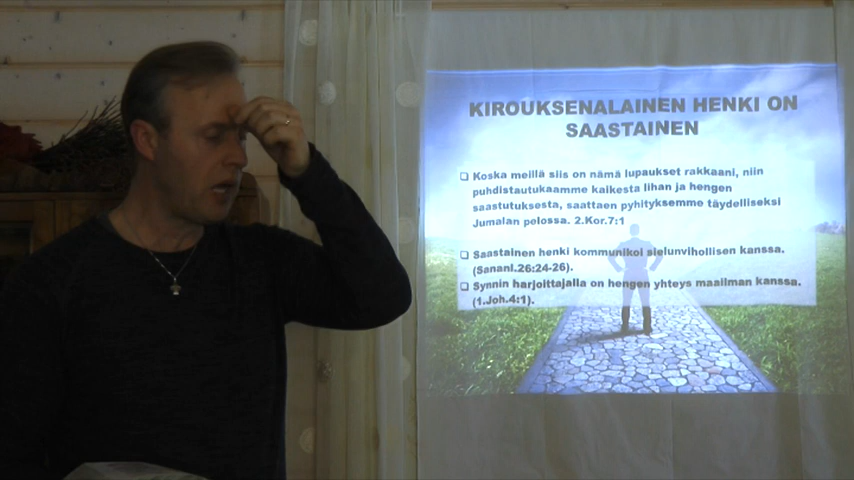 KIROUKSENALAINEN HENKI ON
SAASTAINEN
❑ Koska meillä siis on nämä lupaukset rakkaani, niin
puhdistautukaamme kaikesta lihan ja hengen
saastutuksesta, saattaen pyhityksemme täydelliseksi
Jumalan pelossa. 2.Kor.7:1
❑ Saastainen henki kommunikoi sielunvihollisen kanssa.
(Sananl.26:24-26).
❑ Synnin harjoittajalla on hengen yhteys maailman kanssa.
(1.Joh.4:1).